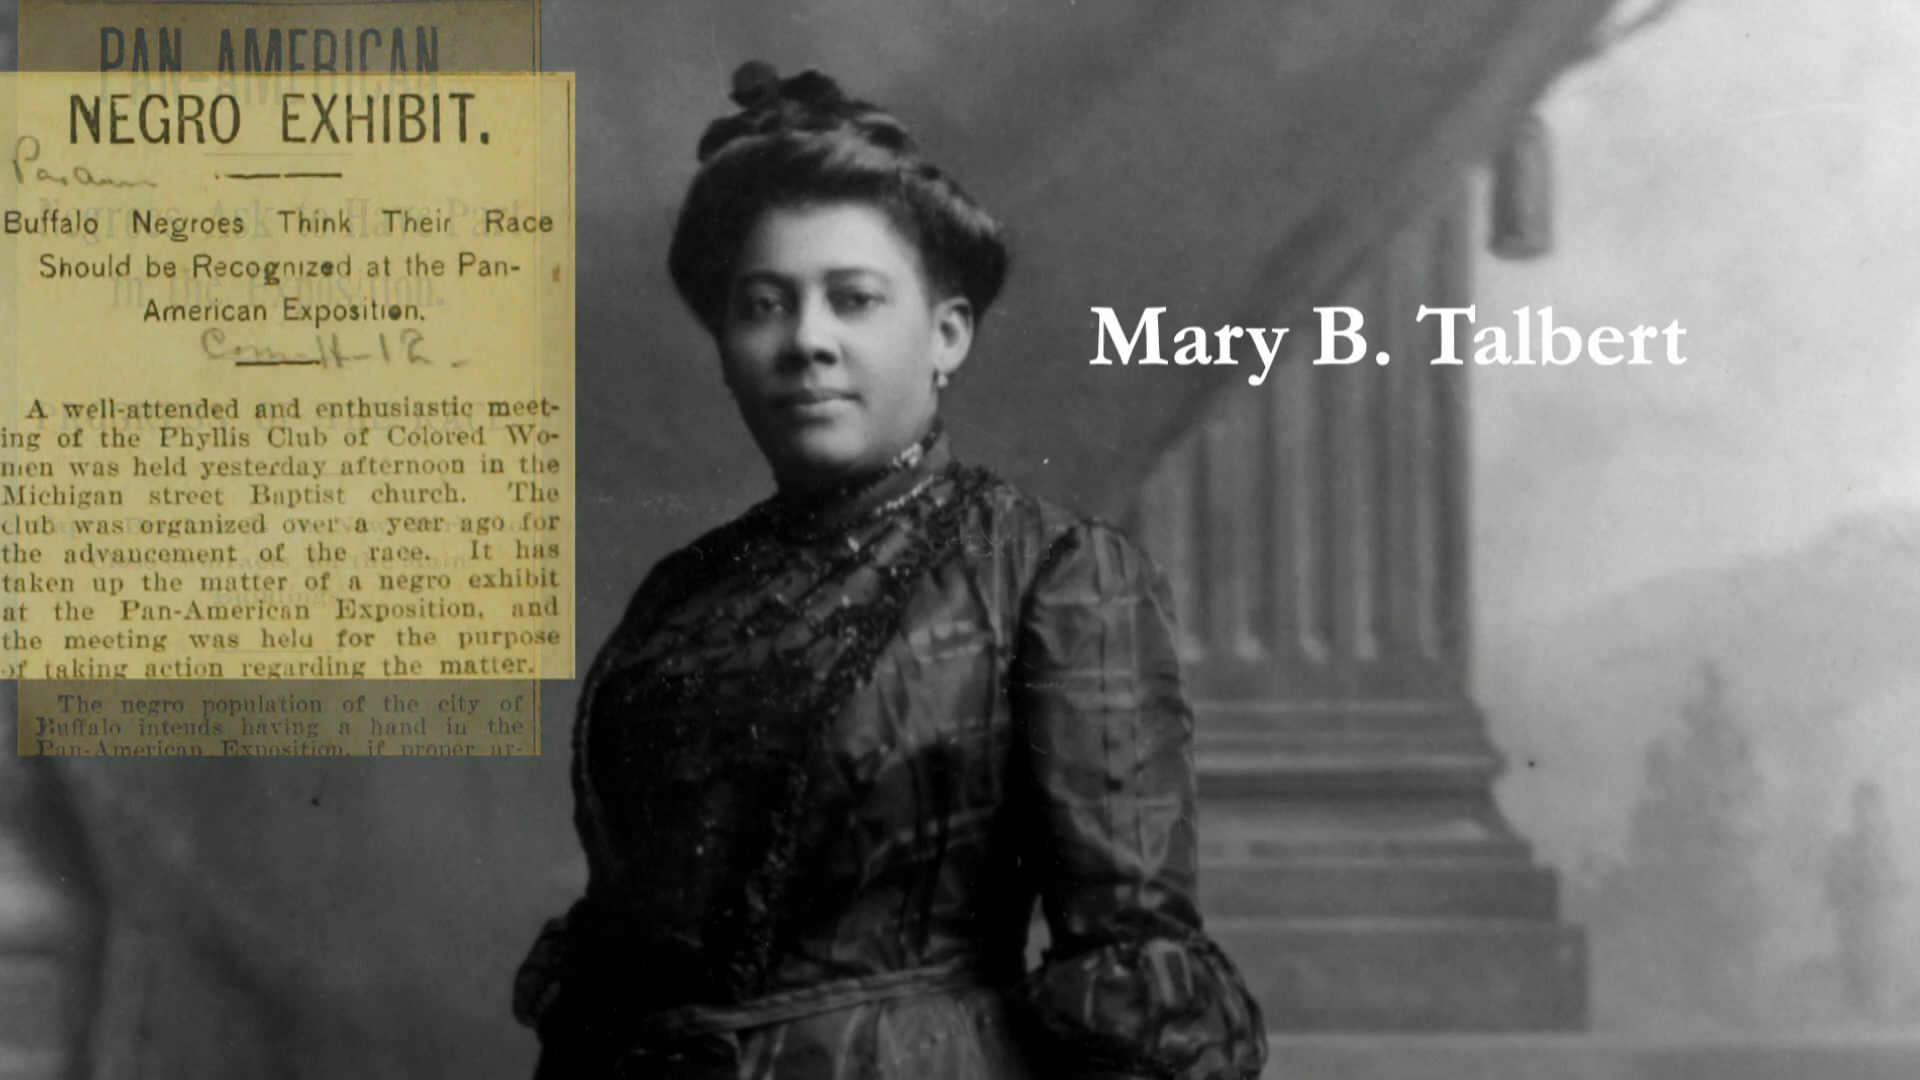 PAN-AMERICAN
NEGRO EXHIBIT.
Pan Am
Buffalo Negroes Think Their Race
Should be Recognized at the Pan-
American Exposition.
A well-attended and enthusiastic meet-
ing of the Phyllis Club of Colored Wo-
men was held yesterday afternoon in the
Michigan street Baptist church. The
club was organized over a year ago for
the advancement of the race. It has
taken up the matter of a negro exhibit
at the Pan-American Exposition, and
the meeting was held for the purpose
of taking action regarding the matter.
The negro population of the city of
Buffalo intends having a hand in the
Pan-American Exposition, if proper ar-
Mary B. Talbert